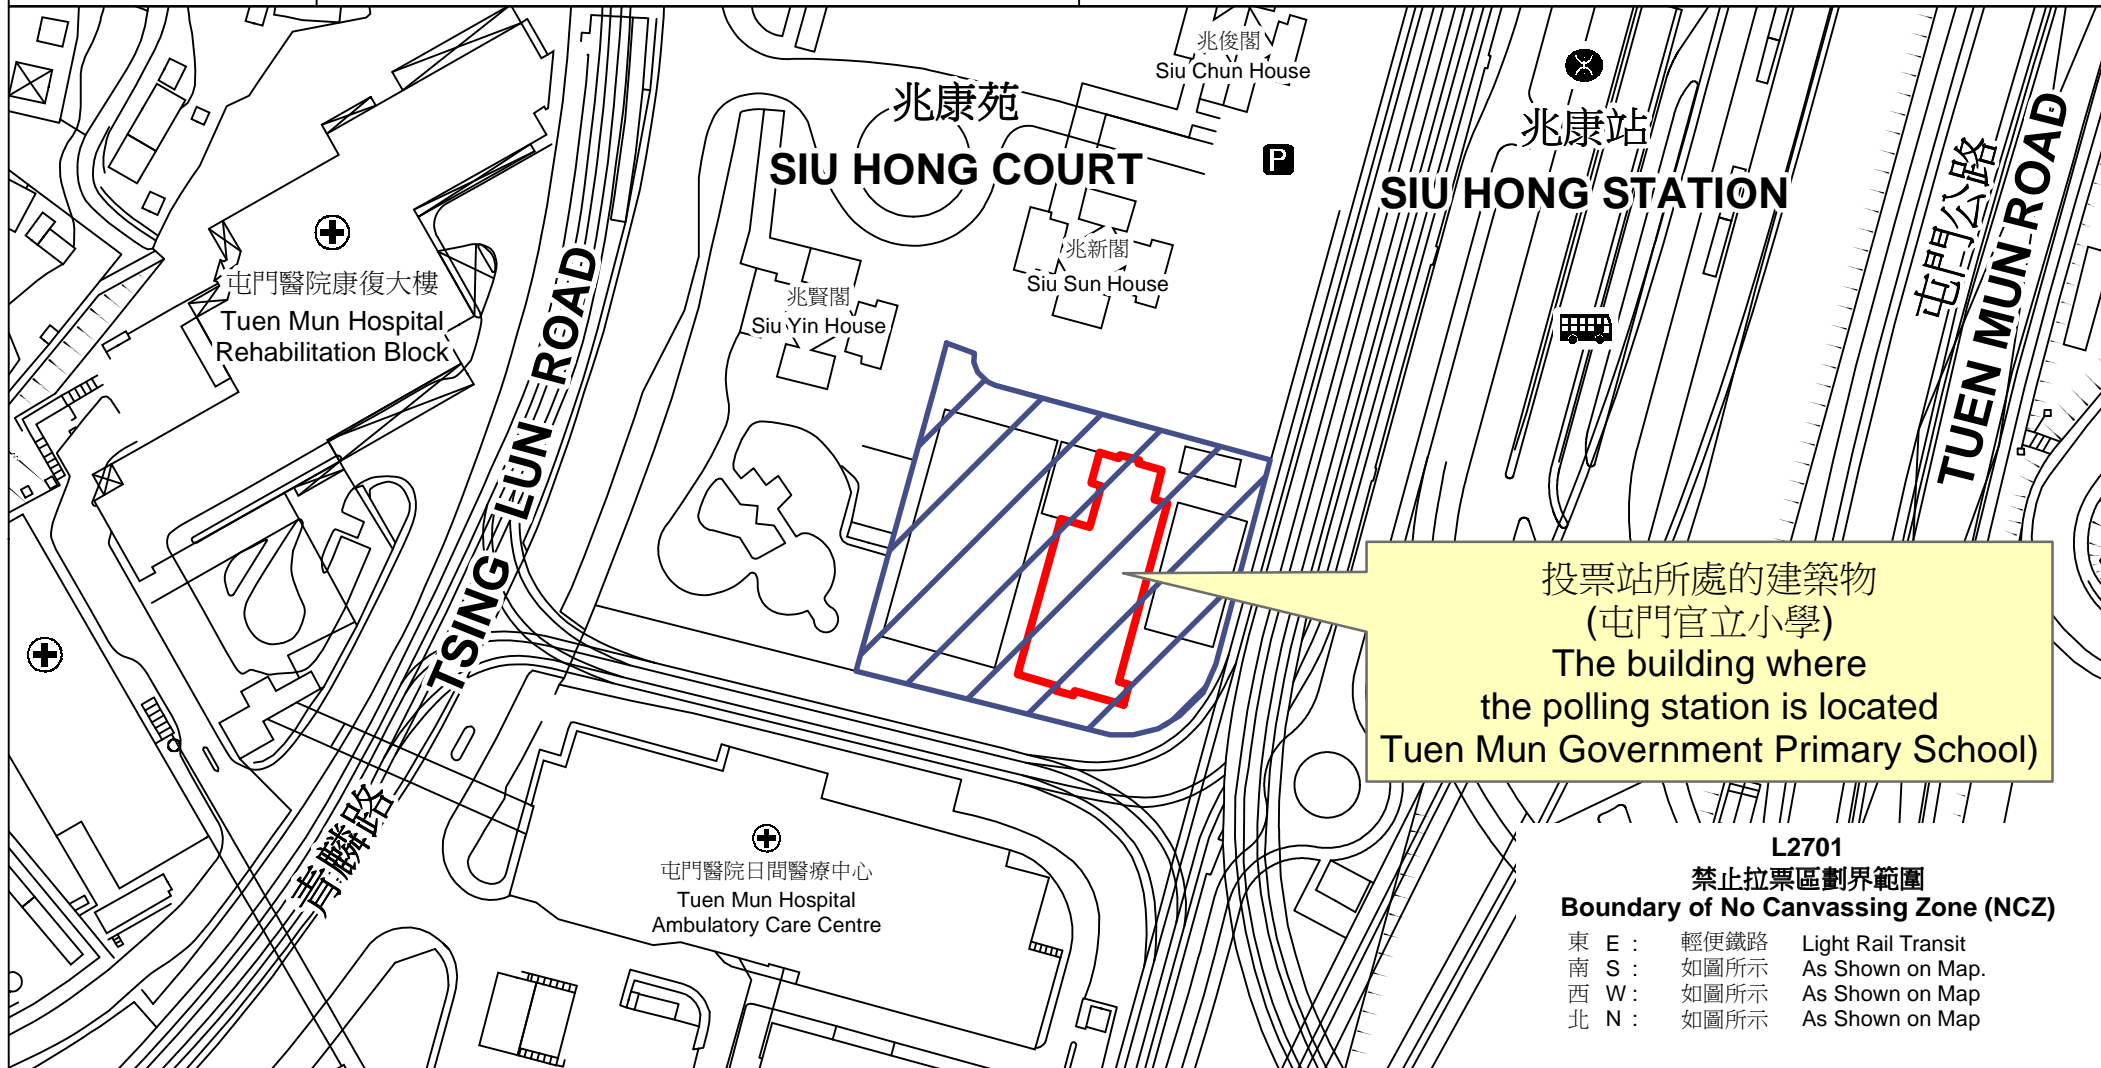 兆俊閣
Siu Chun House
兆康苑
SIU HONG COURT
P
兆康站
SIU HONG STATION
屯門公路
TUEN MUN ROAD
屯門醫院康復大樓
Tuen Mun Hospital
Rehabilitation Block
兆新閣
Siu Sun House
兆賢閣
Siu Yin House
TSING LUN ROAD
青麟路
投票站所處的建築物
(屯門官立小學)
The building where
the polling station is located
Tuen Mun Government Primary School)
屯門醫院日間醫療中心
Tuen Mun Hospital
Ambulatory Care Centre
L2701
禁止拉票區劃界範圍
Boundary of No Canvassing Zone (NCZ)
東 E : 輕便鐵路 Light Rail Transit
南 S : 如圖所示 As Shown on Map.
西 W : 如圖所示 As Shown on Map
北 N : 如圖所示 As Shown on Map